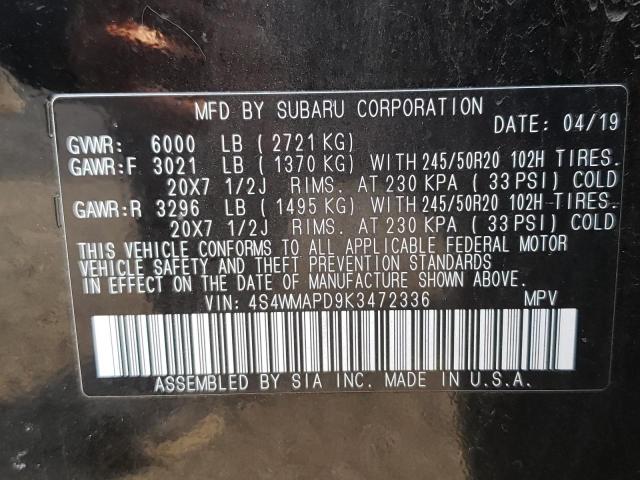 MFD BY SUBARU CORPORATION
DATE: 04/19
GVWR: 6000 LB (2721 KG)
GAWR:F 3021 LB (1370 KG) WITH 245/50R20 102H TIRES.
20X7 1/2J RIMS. AT 230 KPA (33 PSI) COLD
GAWR:R 3296 LB (1495 KG) WITH 245/50R20 102H TIRES.
20X7 1/2J RIMS. AT 230 KPA (33 PSI) COLD
THIS VEHICLE CONFORMS TO ALL APPLICABLE FEDERAL MOTOR
VEHICLE SAFETY AND THEFT PREVENTION STANDARDS
IN EFFECT ON THE DATE OF MANUFACTURE SHOWN ABOVE.
VIN: 4S4WMAPD9K3472336 MPV
ASSEMBLED BY SIA INC. MADE IN U.S.A.